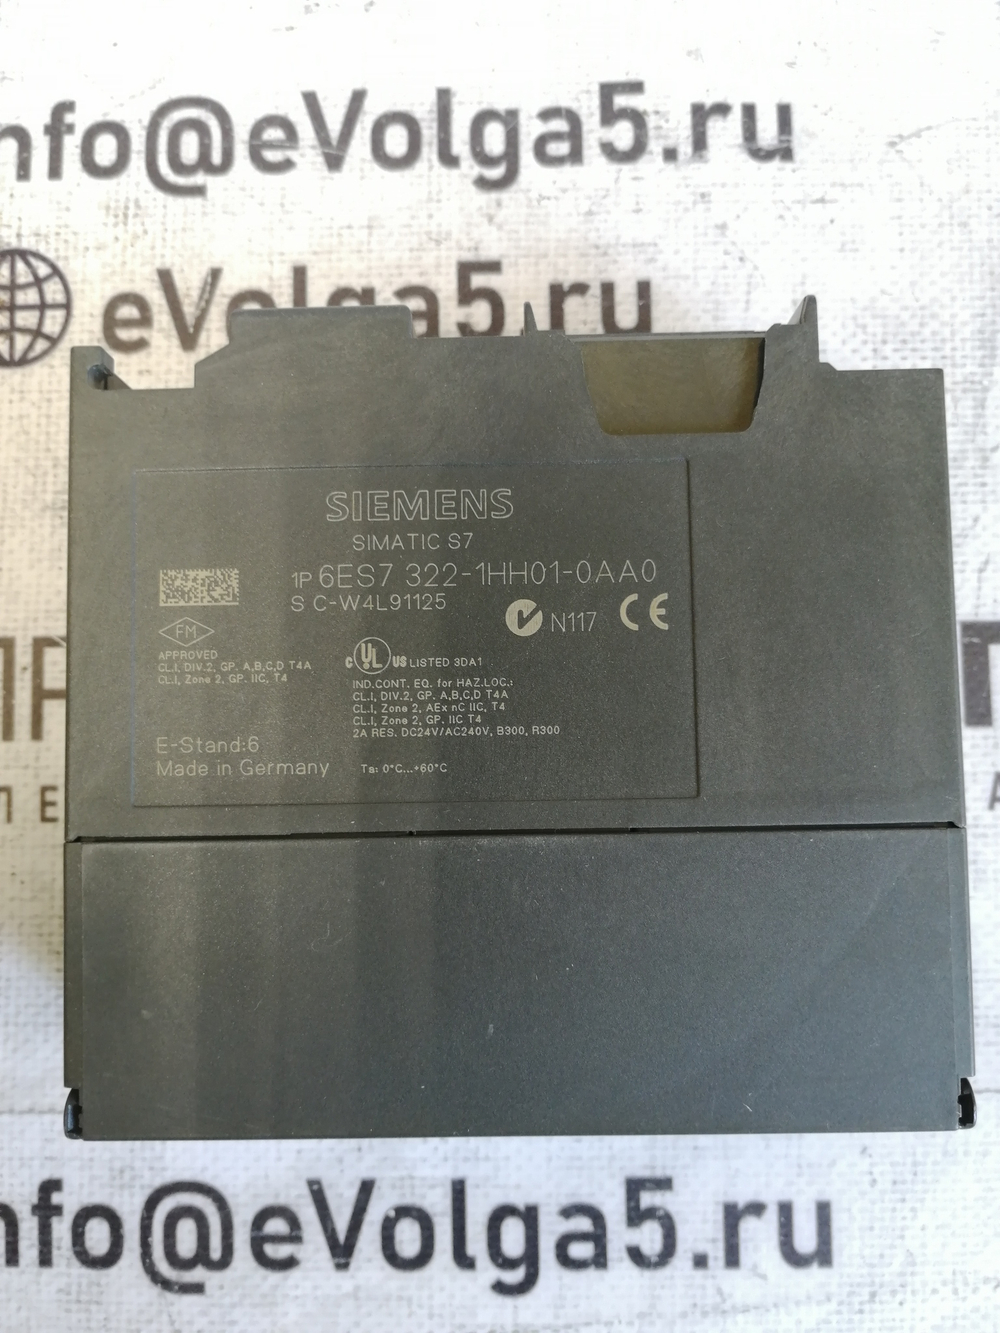 nfo@eVolga5.ru
eVolga5.ru
SIEMENS
SIMATIC S7
1P 6ES7 322-1HH01-0AA0
S C-W4L91125
N117 CE
FM
APPROVED
CL.I, DIV.2, GP. A,B,C,D T4A
CL.I, Zone 2, GP. IIC, T4
c UL US LISTED 3DA1
IND.CONT. EQ. for HAZ.LOC.:
CL.I, DIV.2, GP. A,B,C,D T4A
CL.I, Zone 2, AEx nC IIC, T4
CL.I, Zone 2, GP. IIC T4
2A RES. DC24V/AC240V, B300, R300
E-Stand:6
Made in Germany
Ta: 0°C...+60°C
nfo@eVolga5.ru